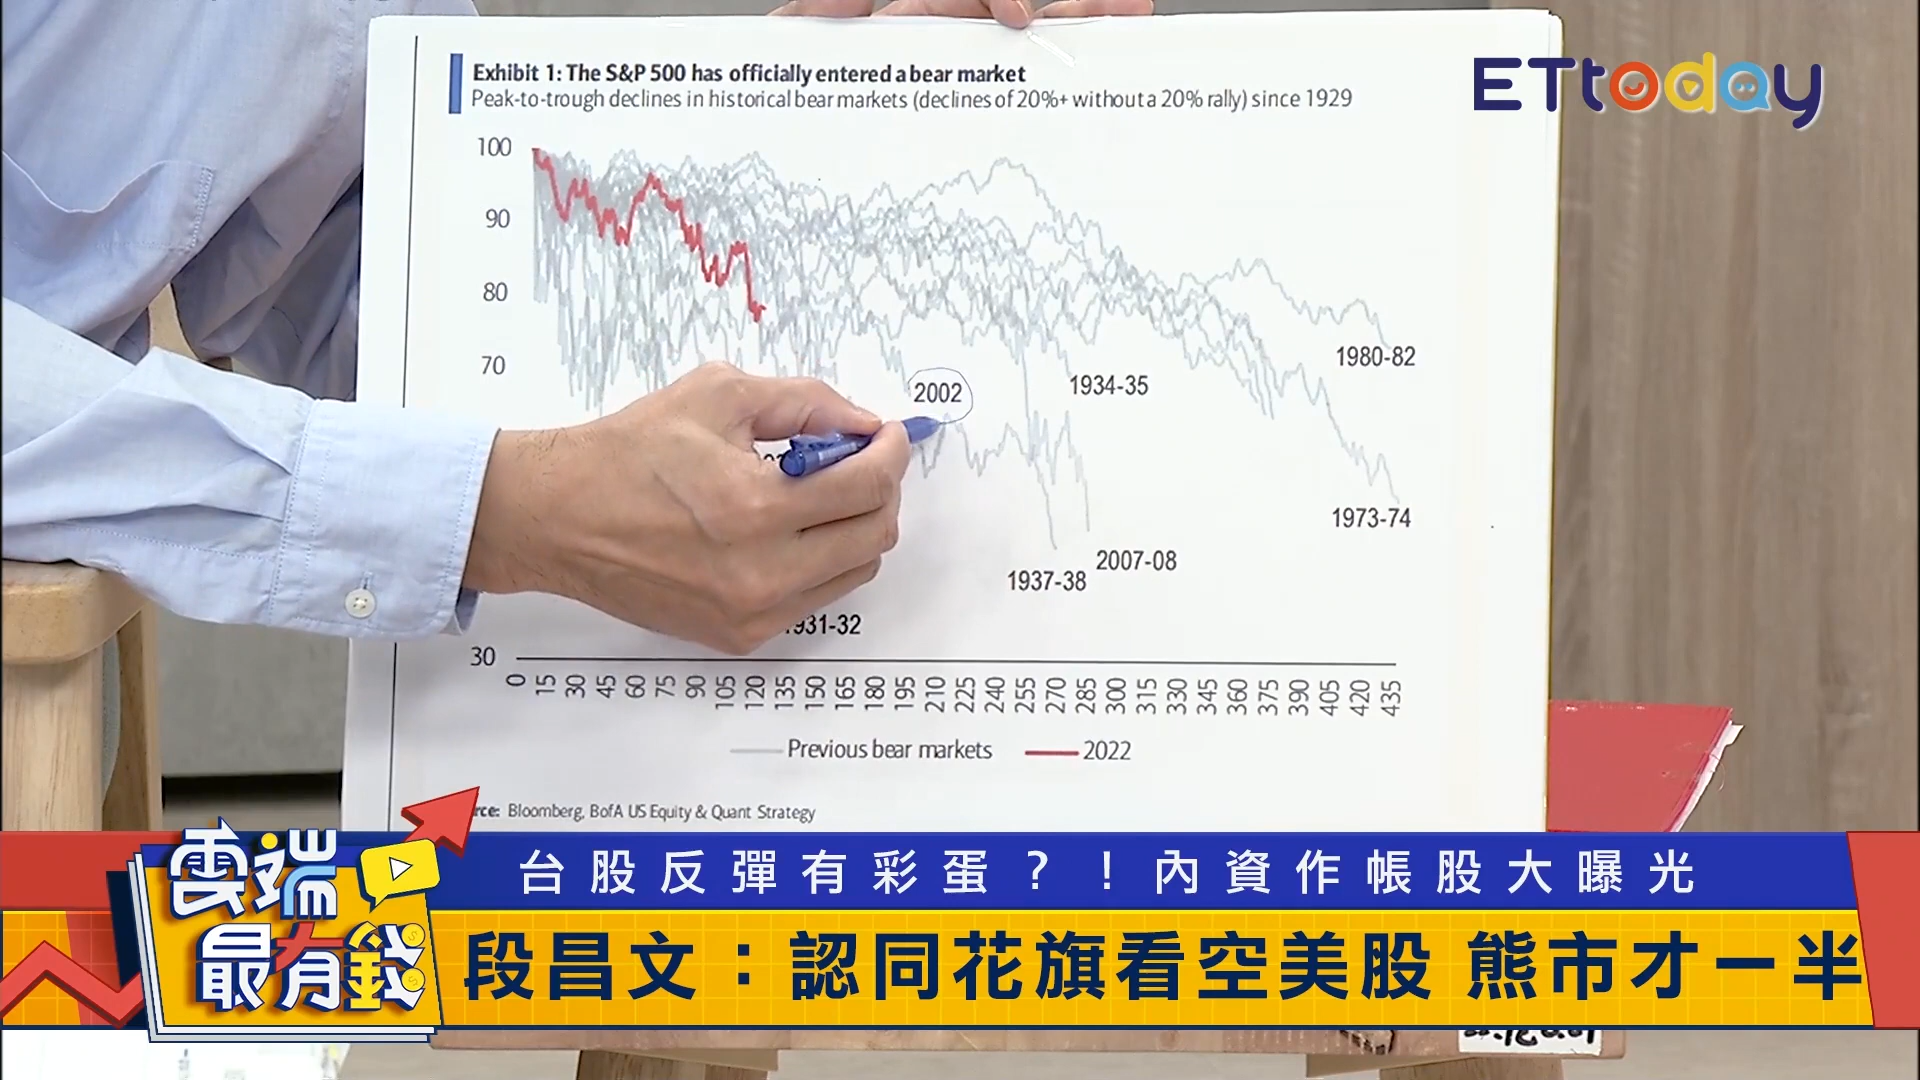 Exhibit 1: The S&P 500 has officially entered a bear market
Peak-to-trough declines in historical bear markets (declines of 20%+ without a 20% rally) since 1929
ETtoday
100
90
80
70
30
2002
1934-35
1980-82
1973-74
2007-08
1937-38
1931-32
0 15 30 45 60 75 90 105 120 135 150 165 180 195 210 225 240 255 270 285 300 315 330 345 360 375 390 405 420 435
Previous bear markets 2022
rce: Bloomberg, BofA US Equity & Quant Strategy
雲端
最有錢
台股反彈有彩蛋？！內資作帳股大曝光
段昌文：認同花旗看空美股 熊市才一半